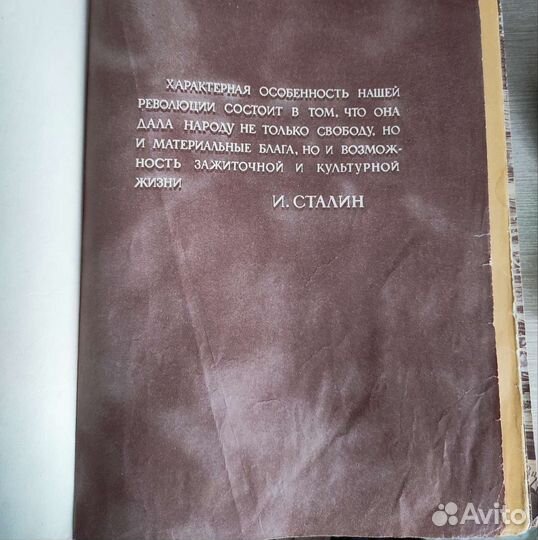 ХАРАКТЕРНАЯ ОСОБЕННОСТЬ НАШЕЙ
РЕВОЛЮЦИИ СОСТОИТ В ТОМ, ЧТО ОНА
ДАЛА НАРОДУ НЕ ТОЛЬКО СВОБОДУ, НО
И МАТЕРИАЛЬНЫЕ БЛАГА, НО И ВОЗМОЖ-
НОСТЬ ЗАЖИТОЧНОЙ И КУЛЬТУРНОЙ
ЖИЗНИ
И. СТАЛИН
Avito